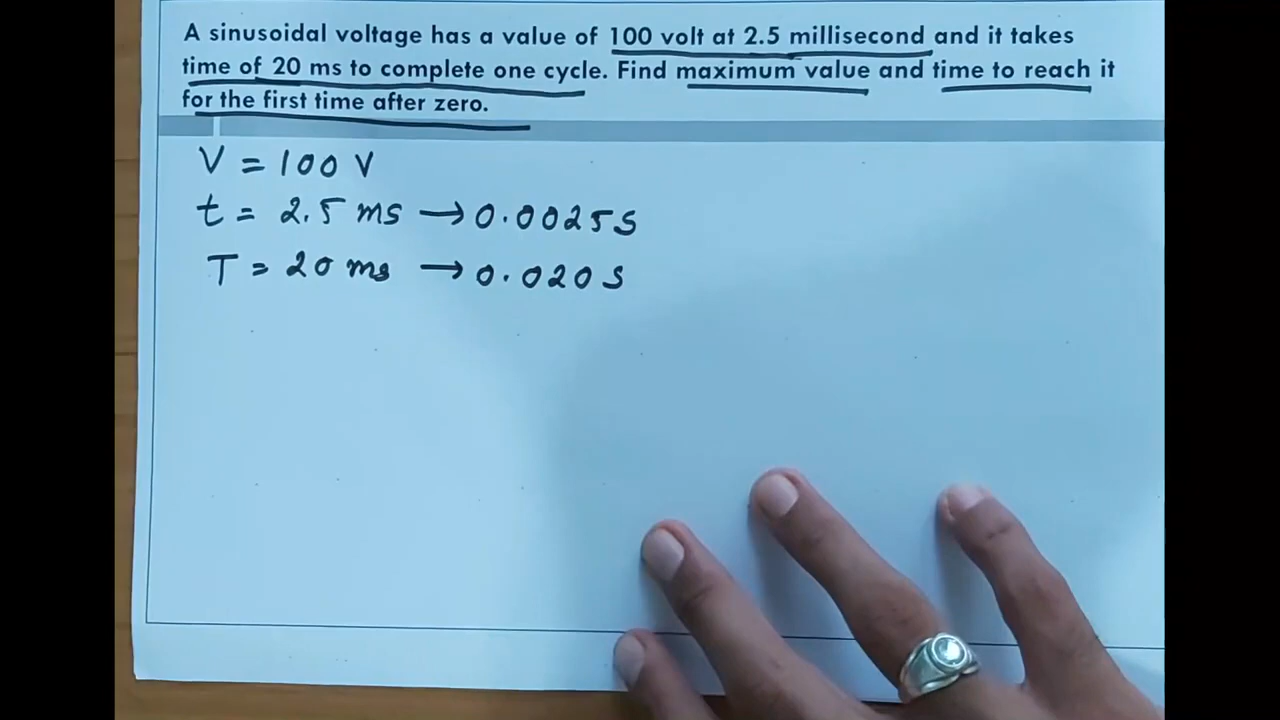 A sinusoidal voltage has a value of 100 volt at 2.5 millisecond and it takes
time of 20 ms to complete one cycle. Find maximum value and time to reach it
for the first time after zero.
V = 100 V
t = 2.5 ms → 0.0025 S
T = 20 ms → 0.020 S